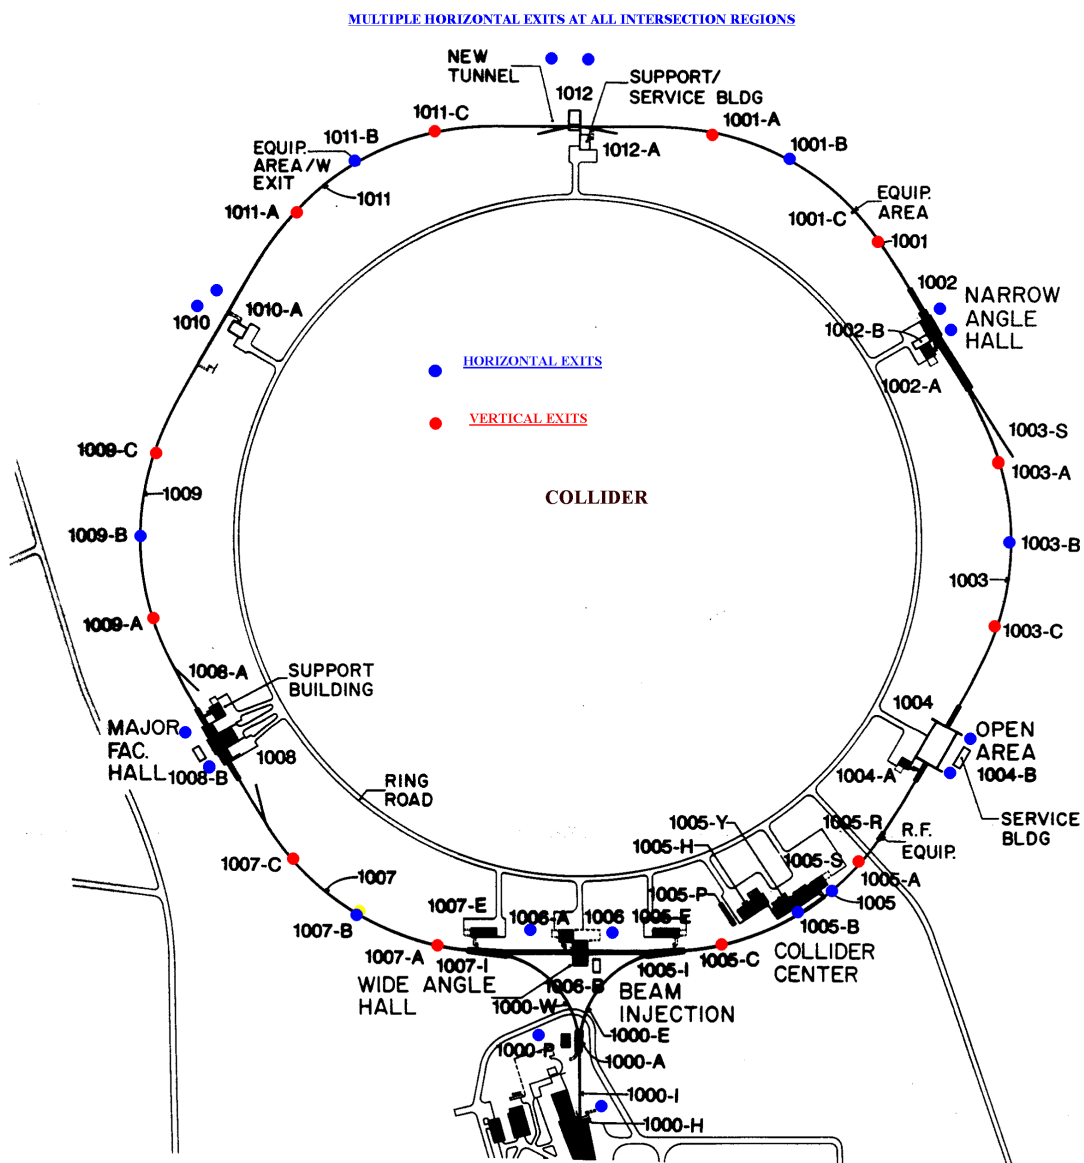 MULTIPLE HORIZONTAL EXITS AT ALL INTERSECTION REGIONS
NEW
TUNNEL
1012
SUPPORT/
SERVICE BLDG
1011-C
1001-A
1011-B
1012-A
1001-B
EQUIP.
AREA/W
EXIT
1011
EQUIP.
AREA
1011-A
1001-C
1001
1002
NARROW
ANGLE
HALL
1010
1010-A
1002-B
1002-A
HORIZONTAL EXITS
VERTICAL EXITS
1003-S
1009-C
1003-A
1009
COLLIDER
1009-B
1003-B
1003
1009-A
1003-C
1008-A
SUPPORT
BUILDING
1004
MAJOR
FAC.
HALL
1008
1008-B
OPEN
AREA
1004-A
1004-B
RING
ROAD
SERVICE
BLDG
1005-Y
1005-R
R.F.
EQUIP.
1005-H
1005-S
1007-C
1005-A
1007
1005-P
1005
1007-E
1006-A
1006
1005-E
1007-B
1005-B
1007-A
1007-I
1005-I
1005-C
COLLIDER
CENTER
WIDE ANGLE
HALL
1006-B
BEAM
INJECTION
1000-W
1000-E
1000-P
1000-A
1000-I
1000-H